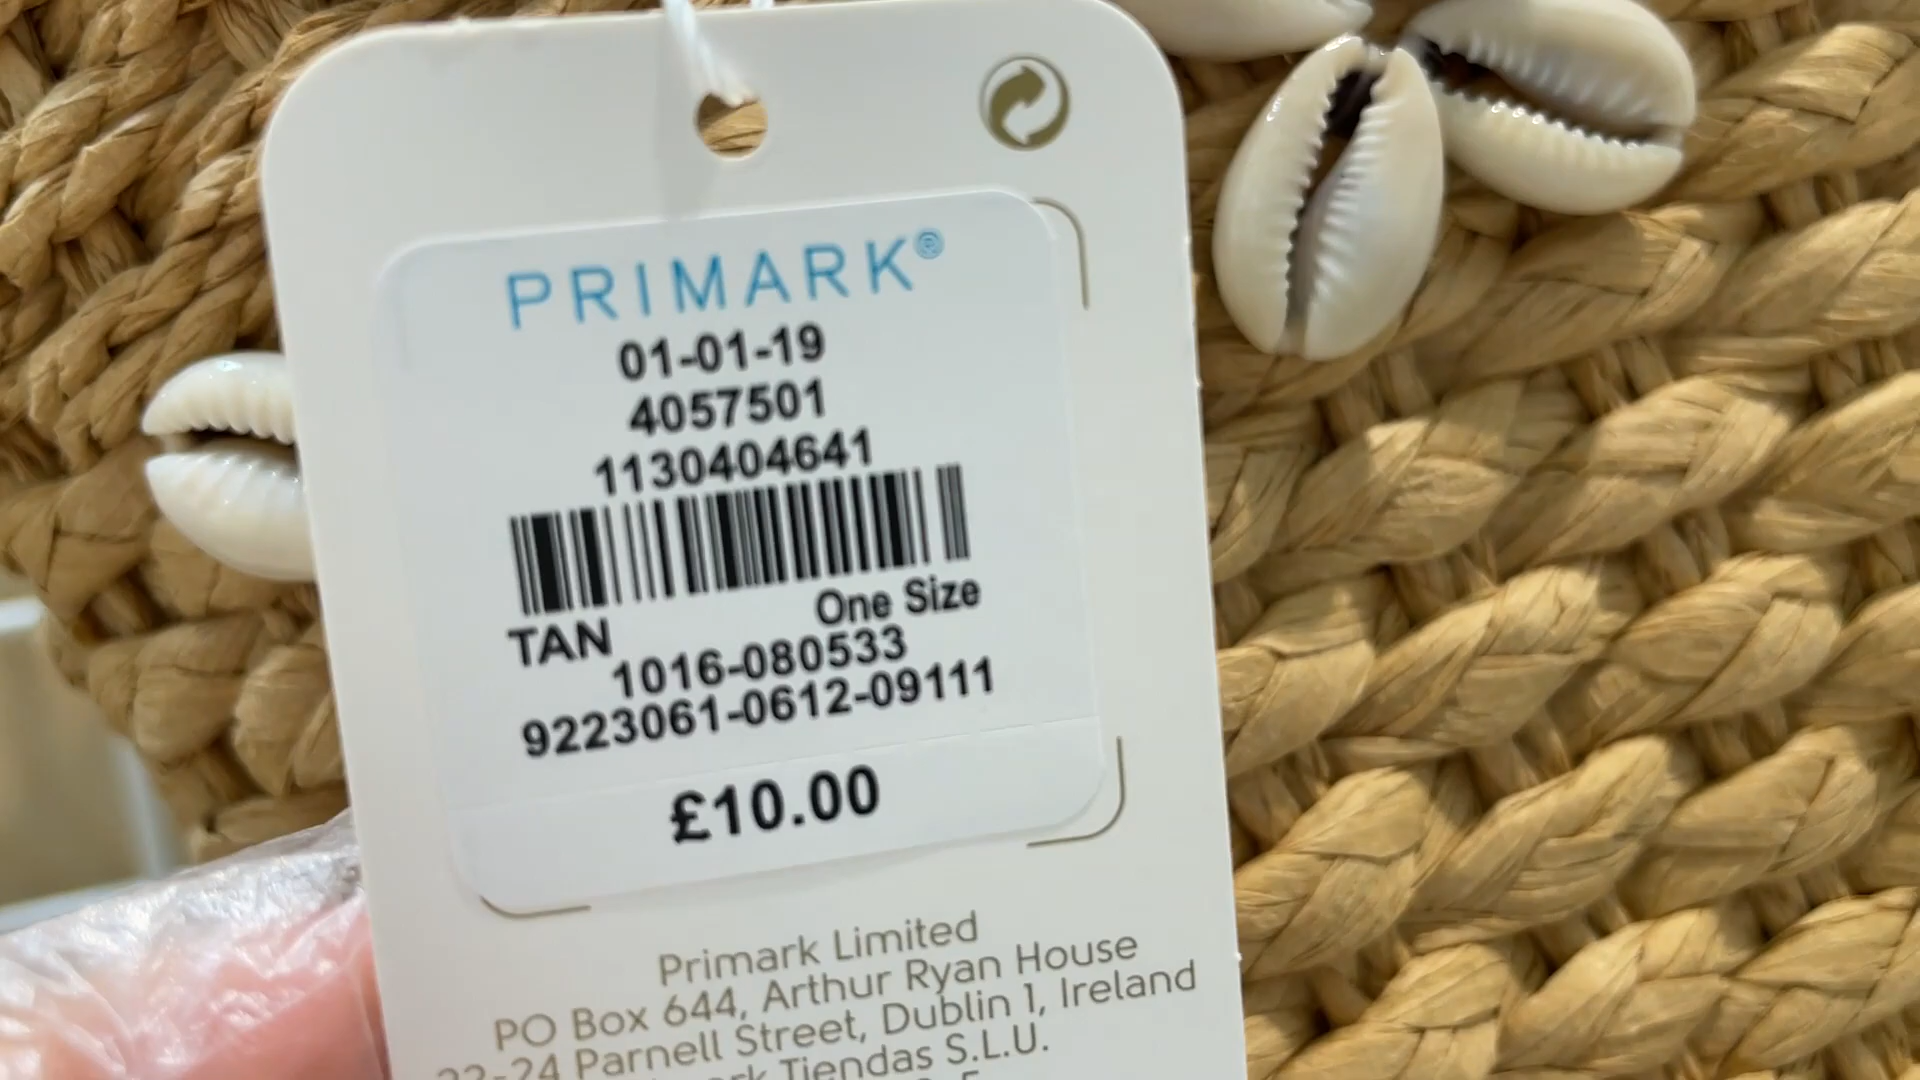 PRIMARK®
01-01-19
4057501
1130404641
TAN One Size
1016-080533
9223061-0612-09111
£10.00
Primark Limited
PO Box 644, Arthur Ryan House
22-24 Parnell Street, Dublin 1, Ireland
Tiendas S.L.U.